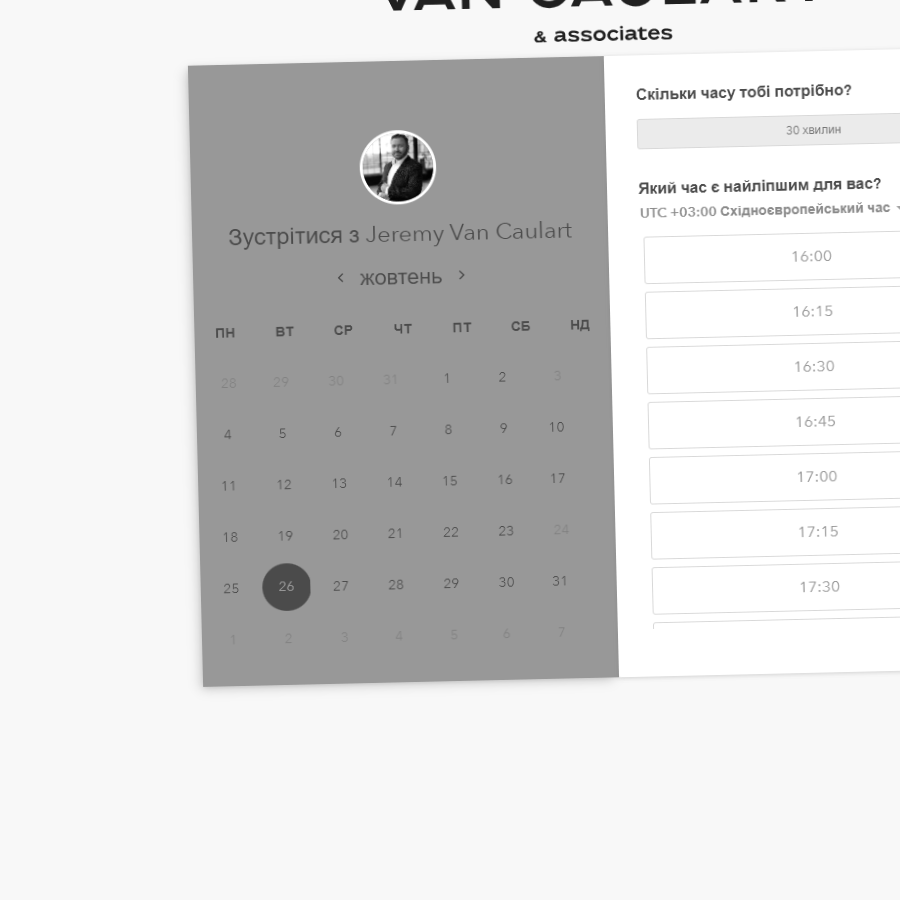 VAN CAULART
& associates
Зустрітися з Jeremy Van Caulart
жовтень
ПН ВТ СР ЧТ ПТ СБ НД
28 29 30 31 1 2 3
4 5 6 7 8 9 10
11 12 13 14 15 16 17
18 19 20 21 22 23 24
25 26 27 28 29 30 31
1 2 3 4 5 6 7
Скільки часу тобі потрібно?
30 хвилин
Який час є найліпшим для вас?
UTC +03:00 Східноєвропейський час
16:00
16:15
16:30
16:45
17:00
17:15
17:30